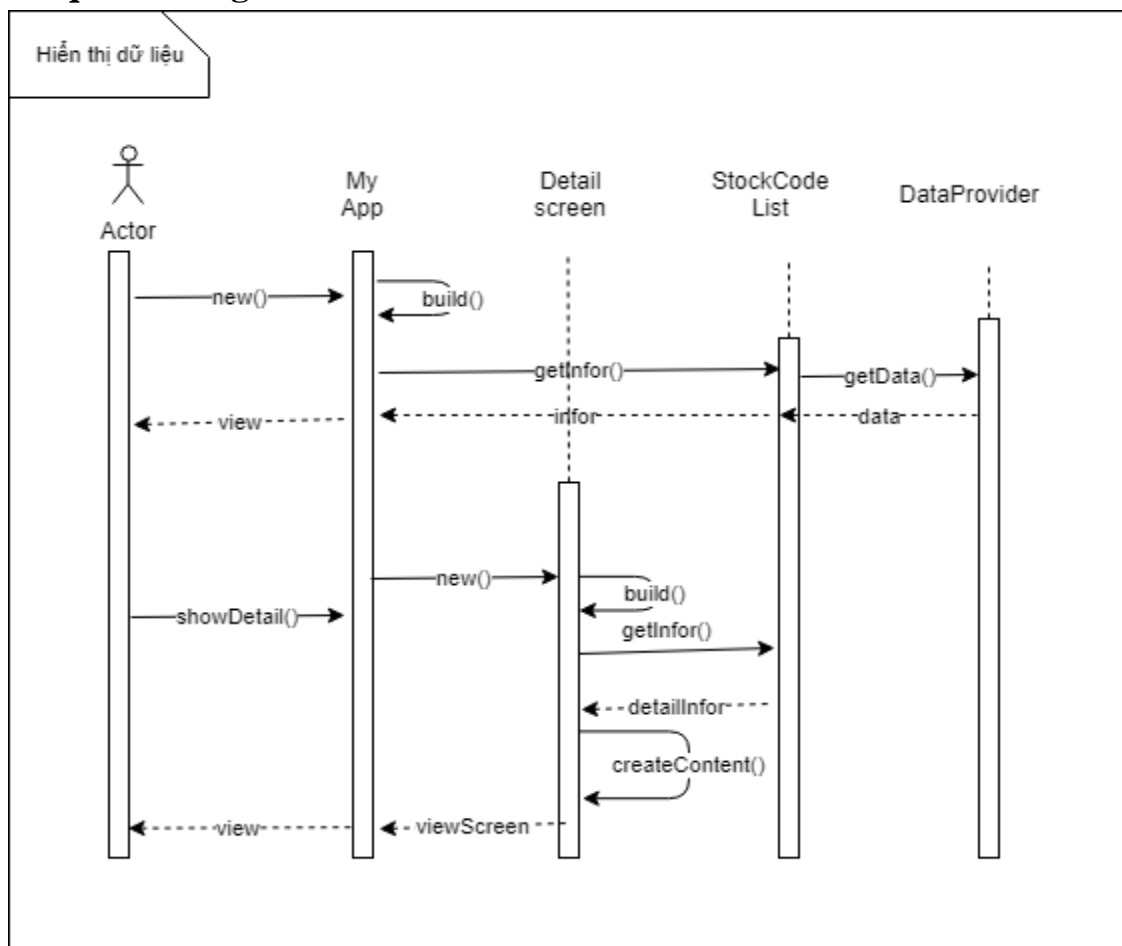 Hiển thị dữ liệu
Actor
My
App
Detail
screen
StockCode
List
DataProvider
new()
build()
getInfor()
getData()
view
infor
data
new()
build()
showDetail()
getInfor()
detailInfor
createContent()
view
viewScreen